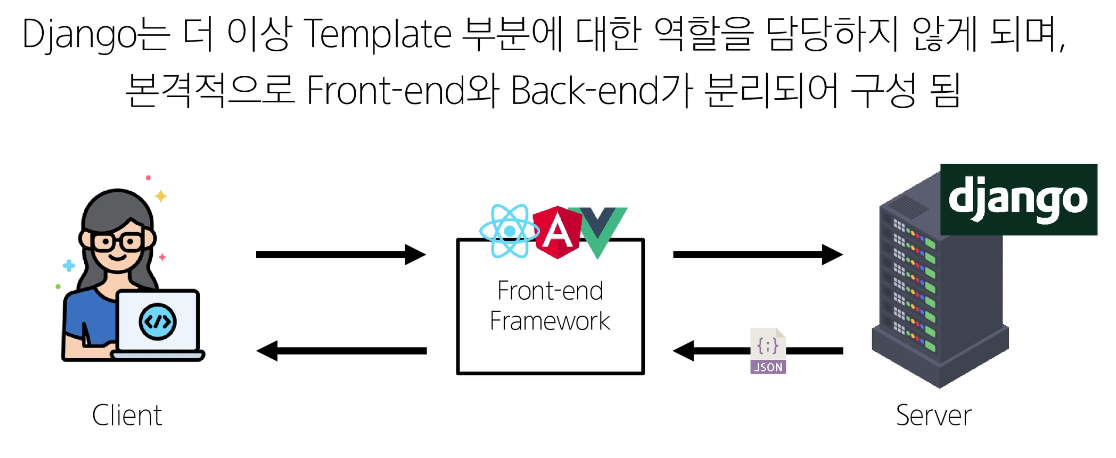 Django는 더 이상 Template 부분에 대한 역할을 담당하지 않게 되며,
본격적으로 Front-end와 Back-end가 분리되어 구성 됨
django
A
Front-end
Framework
</>
{;}
JSON
Client
Server